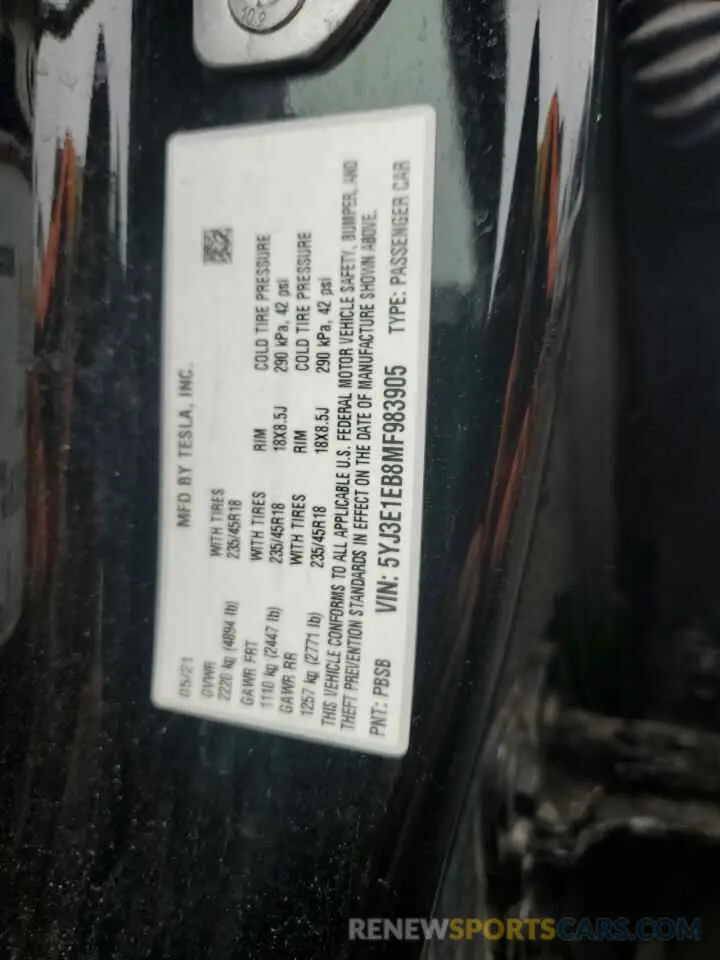 10.9
05/21 MFD BY TESLA, INC.
GVWR WITH TIRES
2220 kg (4894 lb) 235/45R18
GAWR FRT WITH TIRES RIM COLD TIRE PRESSURE
1110 kg (2447 lb) 235/45R18 18X8.5J 290 kPa, 42 psi
GAWR RR WITH TIRES RIM COLD TIRE PRESSURE
1257 kg (2771 lb) 235/45R18 18X8.5J 290 kPa, 42 psi
THIS VEHICLE CONFORMS TO ALL APPLICABLE U.S. FEDERAL MOTOR VEHICLE SAFETY, BUMPER, AND
THEFT PREVENTION STANDARDS IN EFFECT ON THE DATE OF MANUFACTURE SHOWN ABOVE.
PNT: PBSB VIN: 5YJ3E1EB8MF983905 TYPE: PASSENGER CAR
RENEWSPORTSCARS.COM